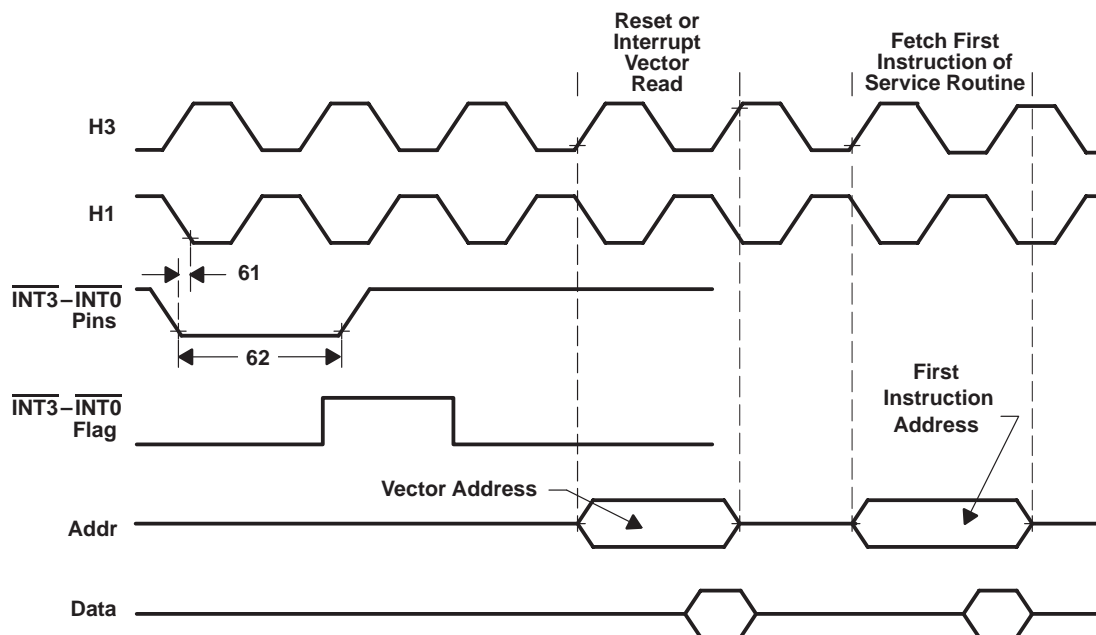 Reset or
Interrupt
Vector
Read
Fetch First
Instruction of
Service Routine
H3
H1
61
INT3–INT0
Pins
62
INT3–INT0
Flag
First
Instruction
Address
Vector Address
Addr
Data